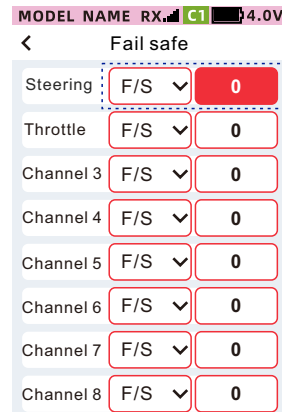 MODEL NAME RX C1 4.0V
Fail safe
Steering F/S 0
Throttle F/S 0
Channel 3 F/S 0
Channel 4 F/S 0
Channel 5 F/S 0
Channel 6 F/S 0
Channel 7 F/S 0
Channel 8 F/S 0